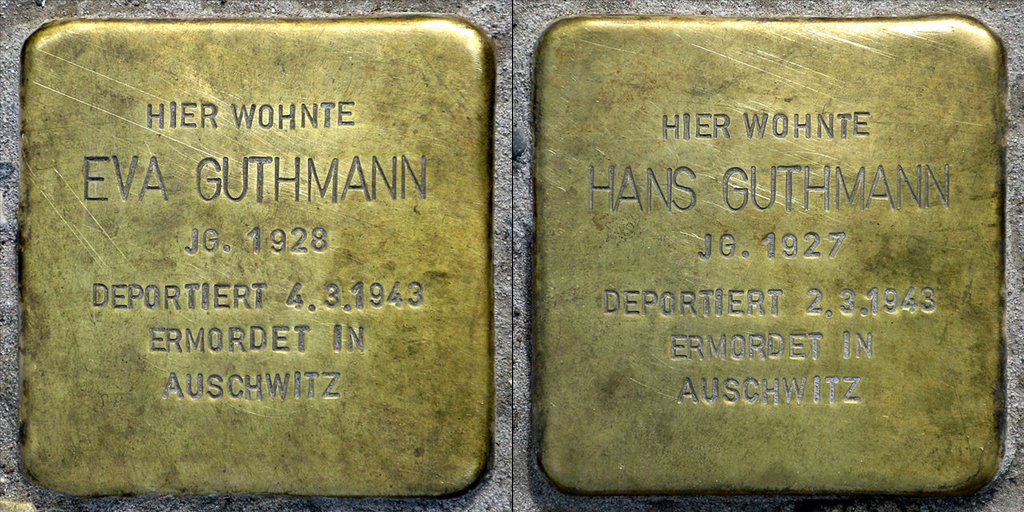 HIER WOHNTE
EVA GUTHMANN
JG. 1928
DEPORTIERT 4.3.1943
ERMORDET IN
AUSCHWITZ
HIER WOHNTE
HANS GUTHMANN
JG. 1927
DEPORTIERT 2.3.1943
ERMORDET IN
AUSCHWITZ